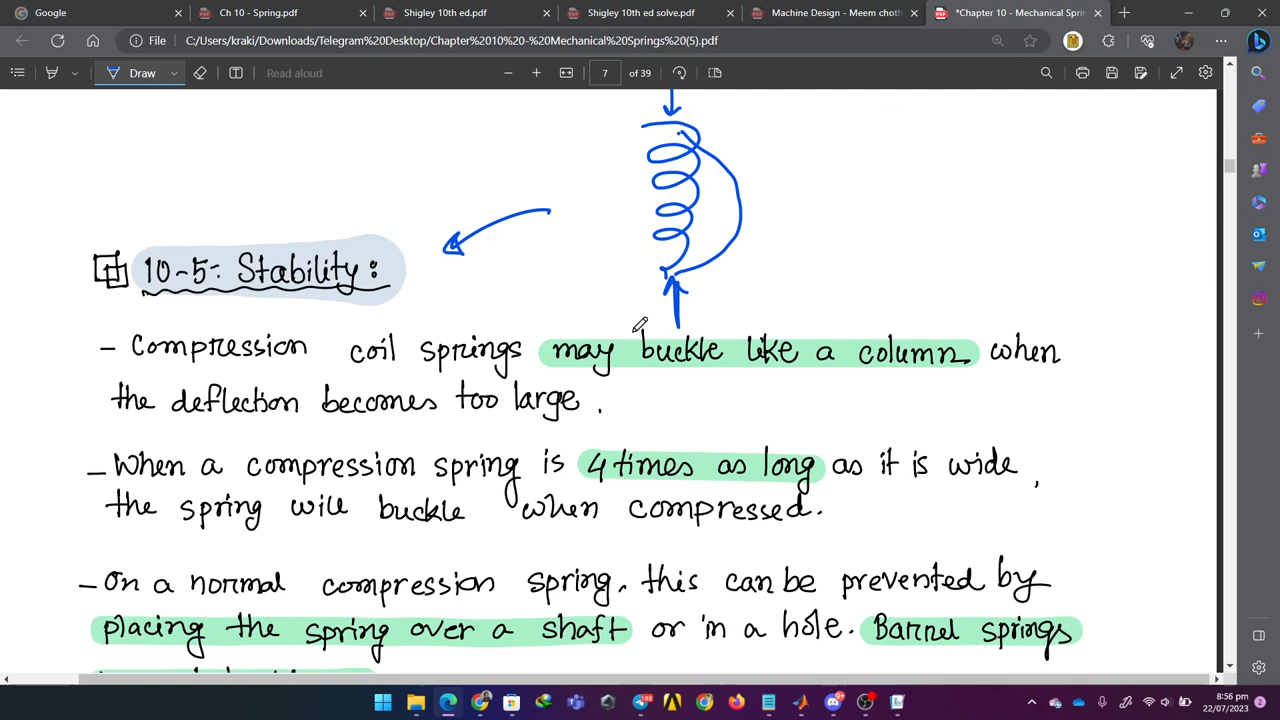 Google
Ch 10 - Spring.pdf
Shigley 10th ed.pdf
Shigley 10th ed solve.pdf
Machine Design - Meem choth
*Chapter 10 - Mechanical Sprin
File
C:/Users/kraki/Downloads/Telegram%20Desktop/Chapter%2010%20-%20Mechanical%20Springs%20(5).pdf
Draw
Read aloud
7
of 39
10-5: Stability:
- Compression coil springs may buckle like a column when
the deflection becomes too large.
- When a compression spring is 4 times as long as it is wide,
the spring will buckle when compressed.
- On a normal compression spring, this can be prevented by
placing the spring over a shaft or in a hole. Barrel springs
8:56 pm
22/07/2023